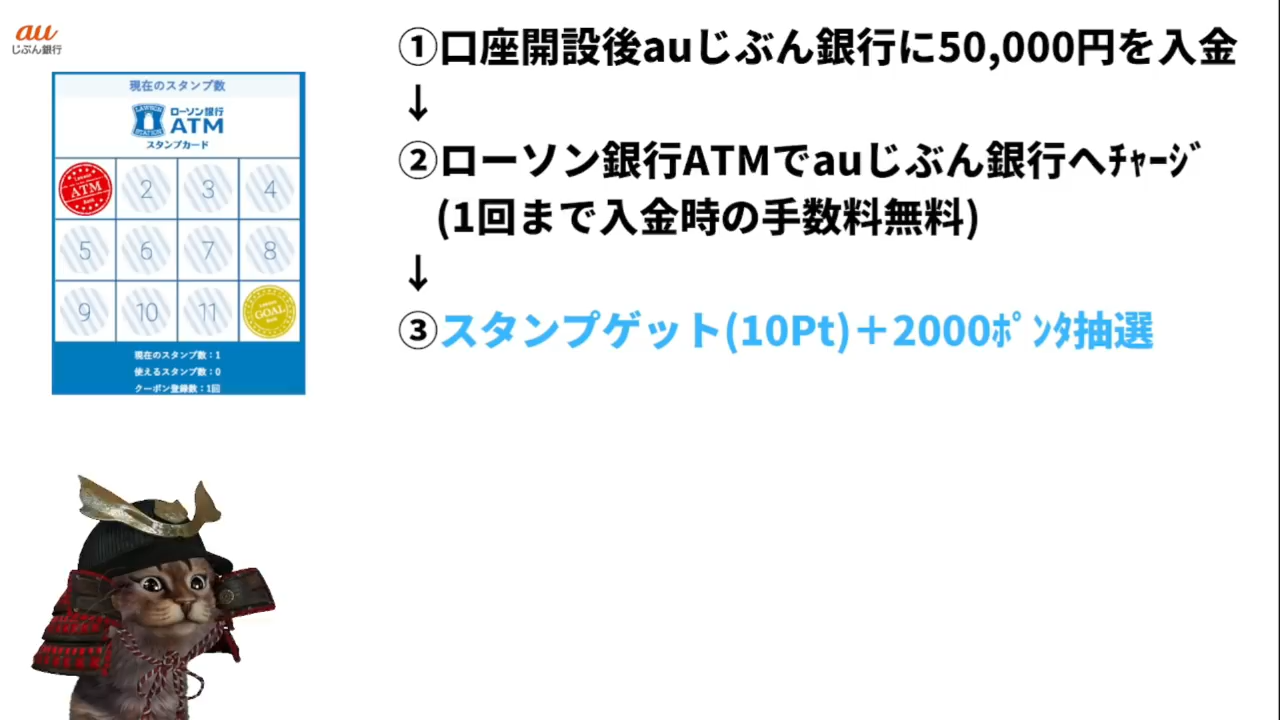 au
じぶん銀行
①口座開設後auじぶん銀行に50,000円を入金
↓
②ローソン銀行ATMでauじぶん銀行へﾁｬｰｼﾞ
(1回まで入金時の手数料無料)
↓
③スタンプゲット(10Pt)＋2000ﾎﾟﾝﾀ抽選
現在のスタンプ数
LAWSON
STATION
ローソン銀行
ATM
スタンプカード
Lawson
ATM
Bank
2
3
4
5
6
7
8
9
10
11
Lawson
GOAL
Bank
現在のスタンプ数：1
使えるスタンプ数：0
クーポン登録数：1回